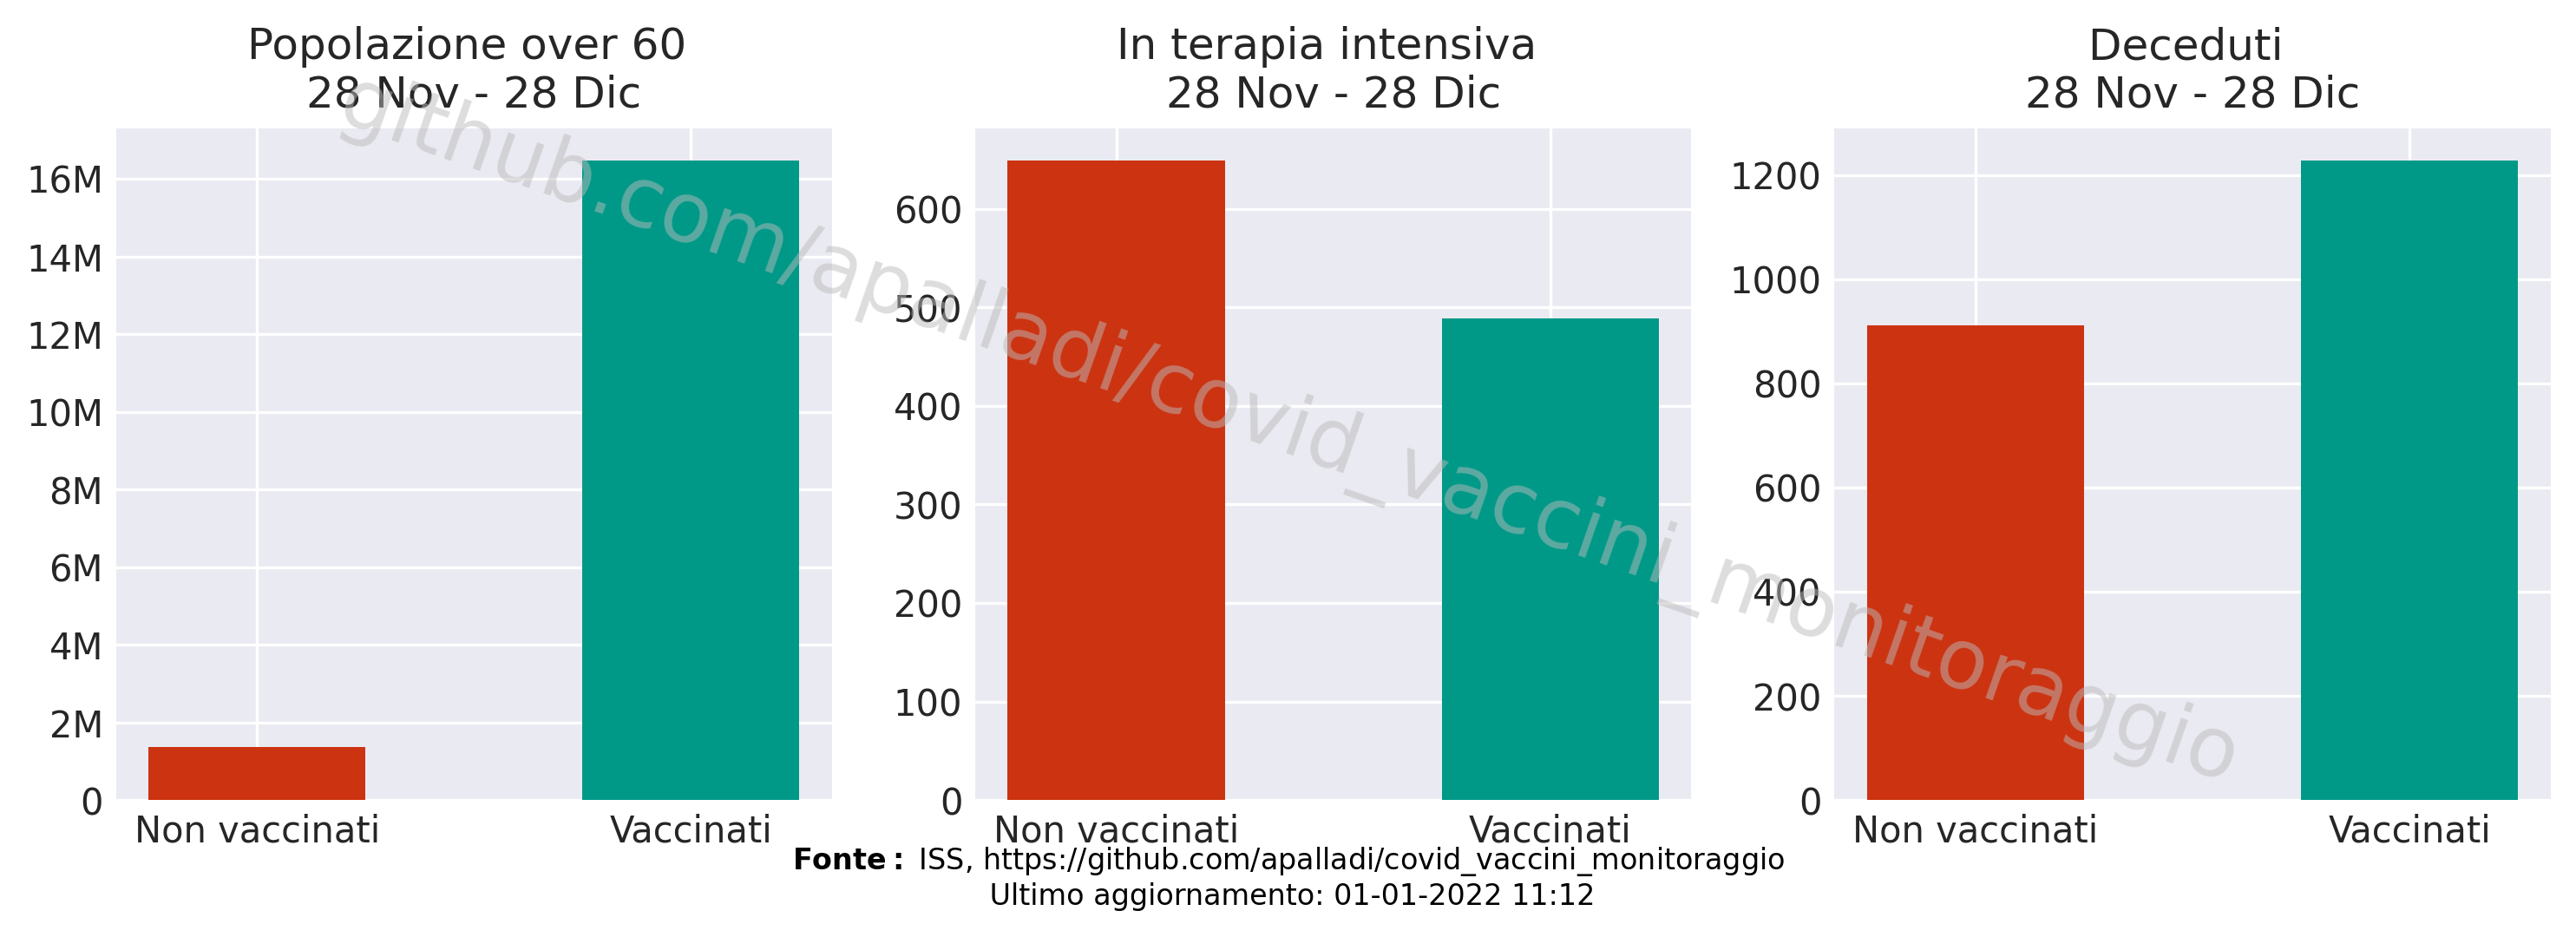 Popolazione over 60
28 Nov - 28 Dic
16M
14M
12M
10M
8M
6M
4M
2M
0
Non vaccinati
Vaccinati
In terapia intensiva
28 Nov - 28 Dic
600
500
400
300
200
100
0
Non vaccinati
Vaccinati
Deceduti
28 Nov - 28 Dic
1200
1000
800
600
400
200
0
Non vaccinati
Vaccinati
github.com/apalladi/covid_vaccini_monitoraggio
Fonte: ISS, https://github.com/apalladi/covid_vaccini_monitoraggio
Ultimo aggiornamento: 01-01-2022 11:12